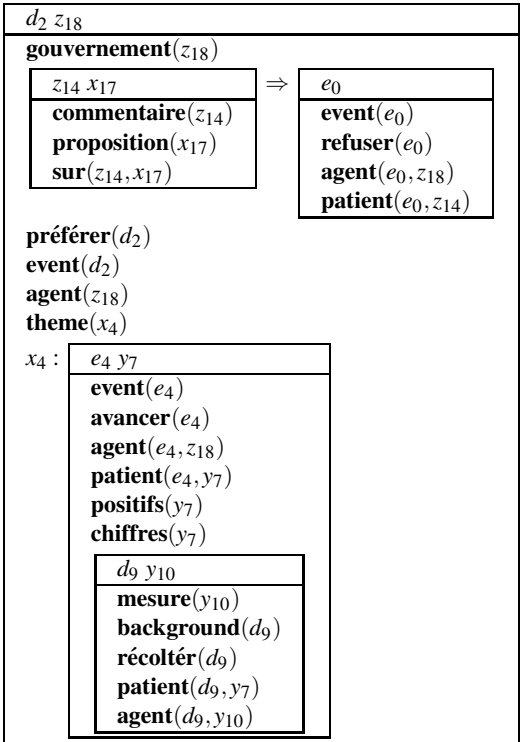 d₂ z₁₈
gouvernement(z₁₈)
z₁₄ x₁₇ ⇒ e₀
commentaire(z₁₄) event(e₀)
proposition(x₁₇) refuser(e₀)
sur(z₁₄,x₁₇) agent(e₀,z₁₈)
patient(e₀,z₁₄)
préférer(d₂)
event(d₂)
agent(z₁₈)
theme(x₄)
x₄ : e₄ y₇
event(e₄)
avancer(e₄)
agent(e₄,z₁₈)
patient(e₄,y₇)
positifs(y₇)
chiffres(y₇)
d₉ y₁₀
mesure(y₁₀)
background(d₉)
récoltér(d₉)
patient(d₉,y₇)
agent(d₉,y₁₀)